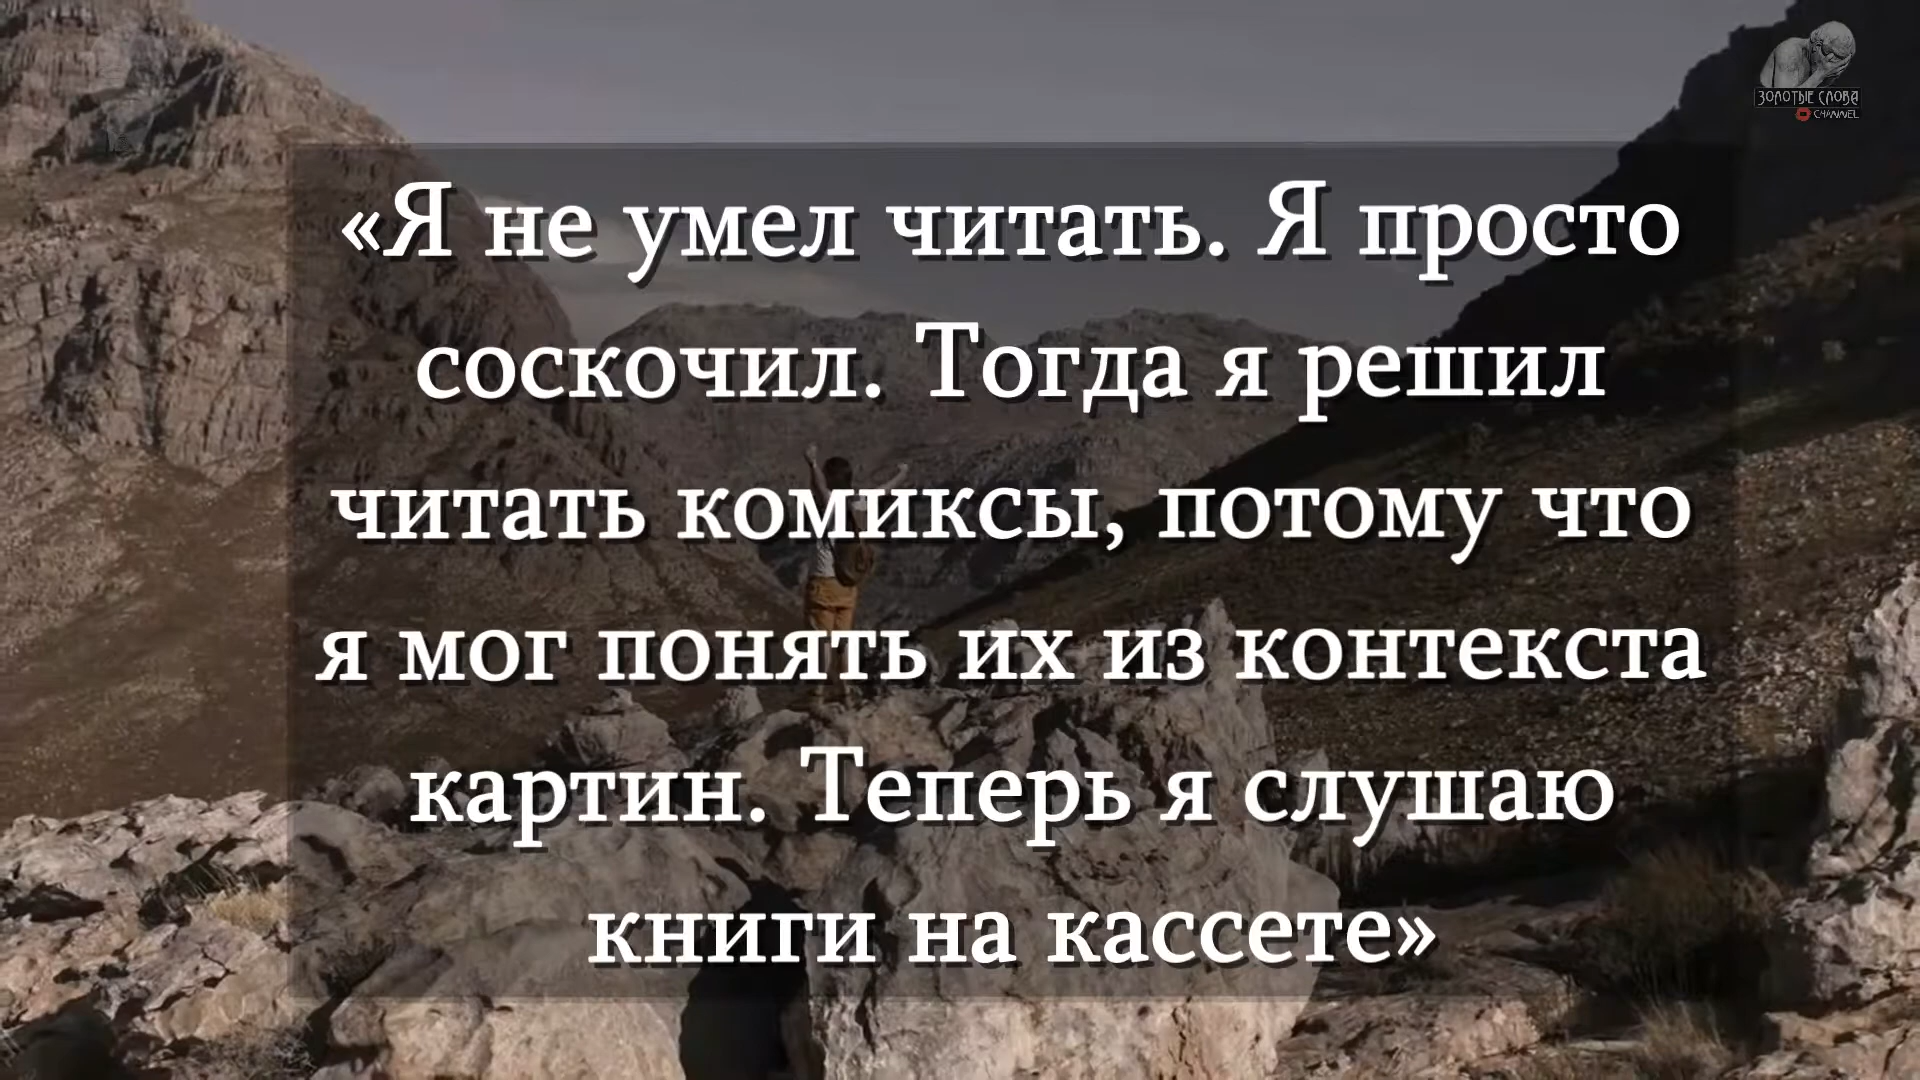 ЗОЛОТЫЕ СЛОВА
CHANNEL
«Я не умел читать. Я просто
соскочил. Тогда я решил
читать комиксы, потому что
я мог понять их из контекста
картин. Теперь я слушаю
книги на кассете»